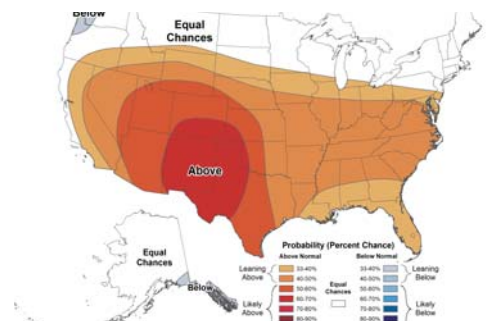 Below
Equal
Chances
Above
Equal
Chances
Below
Probability (Percent Chance)
Above Normal
Below Normal
Leaning
Above
33-40%
40-50%
50-60%
60-70%
70-80%
80-90%
Likely
Above
Equal
Chances
33-40%
40-50%
50-60%
60-70%
70-80%
80-90%
Leaning
Below
Likely
Below